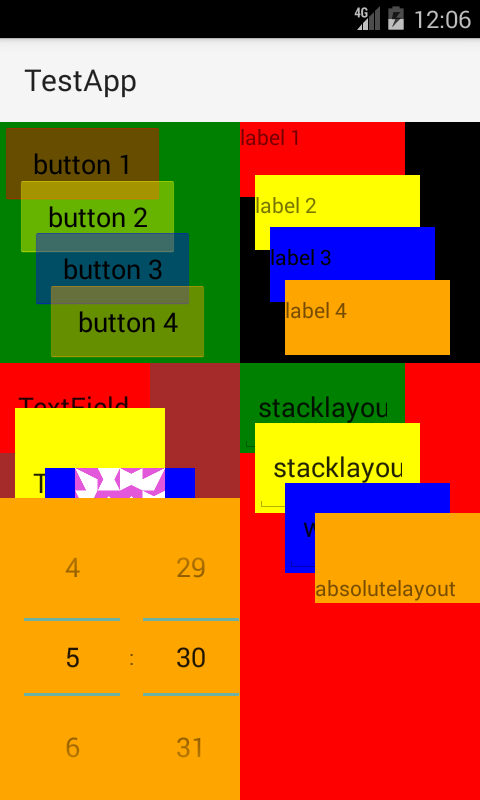 4G 12:06
TestApp
button 1
button 2
button 3
button 4
label 1
label 2
label 3
label 4
TextField
stacklayou
stacklayou
absolutelayout
4 29
5 : 30
6 31